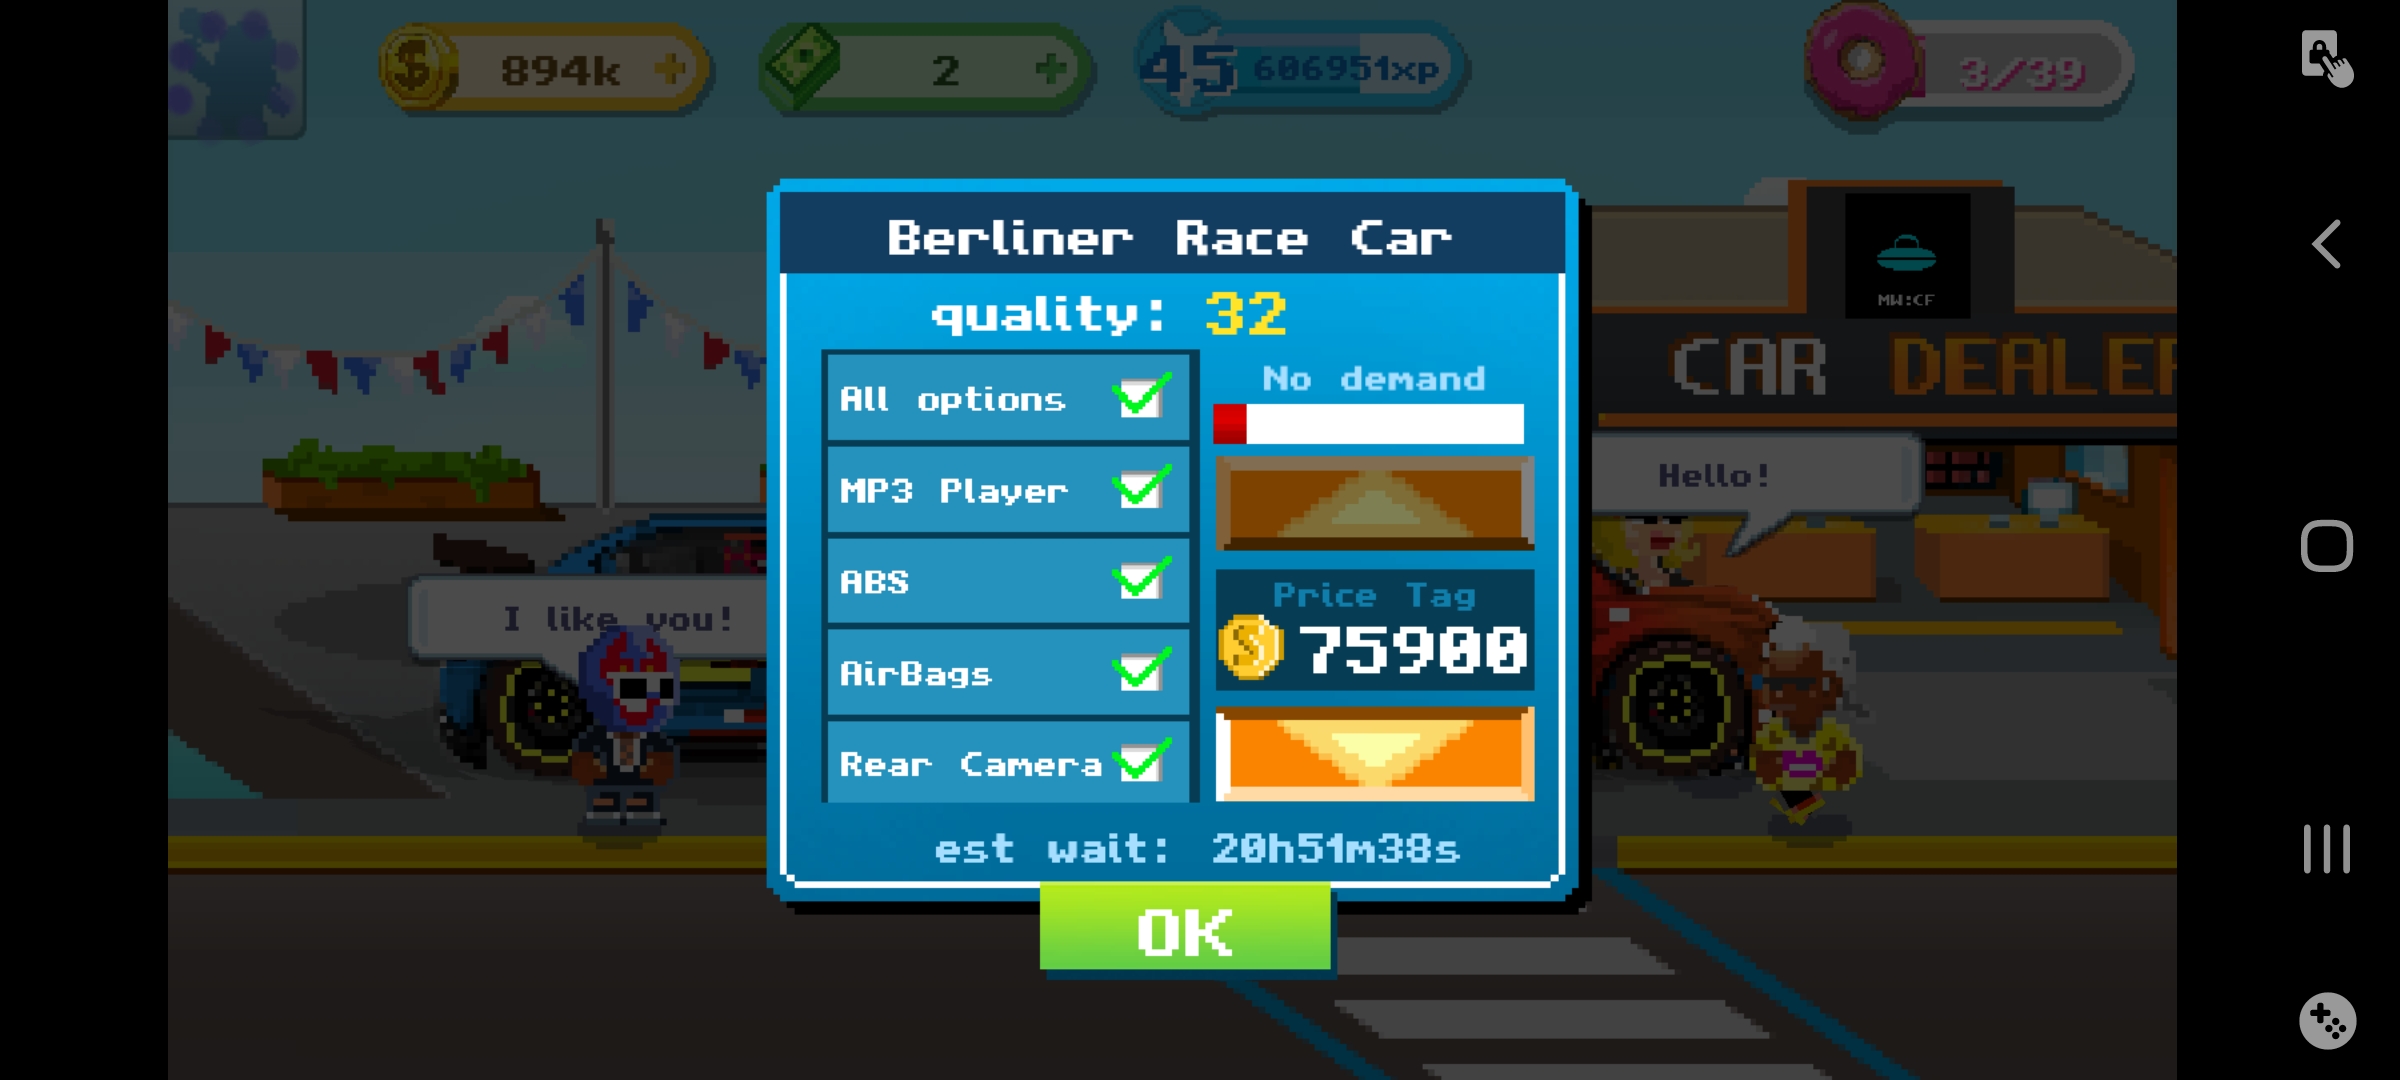 894k
2
45 606951xp
3/39
Berliner Race Car
quality: 32
All options
MP3 Player
ABS
AirBags
Rear Camera
No demand
Price Tag
75900
est wait: 20h51m38s
OK
MW:CF
CAR DEALER
Hello!
I like you!